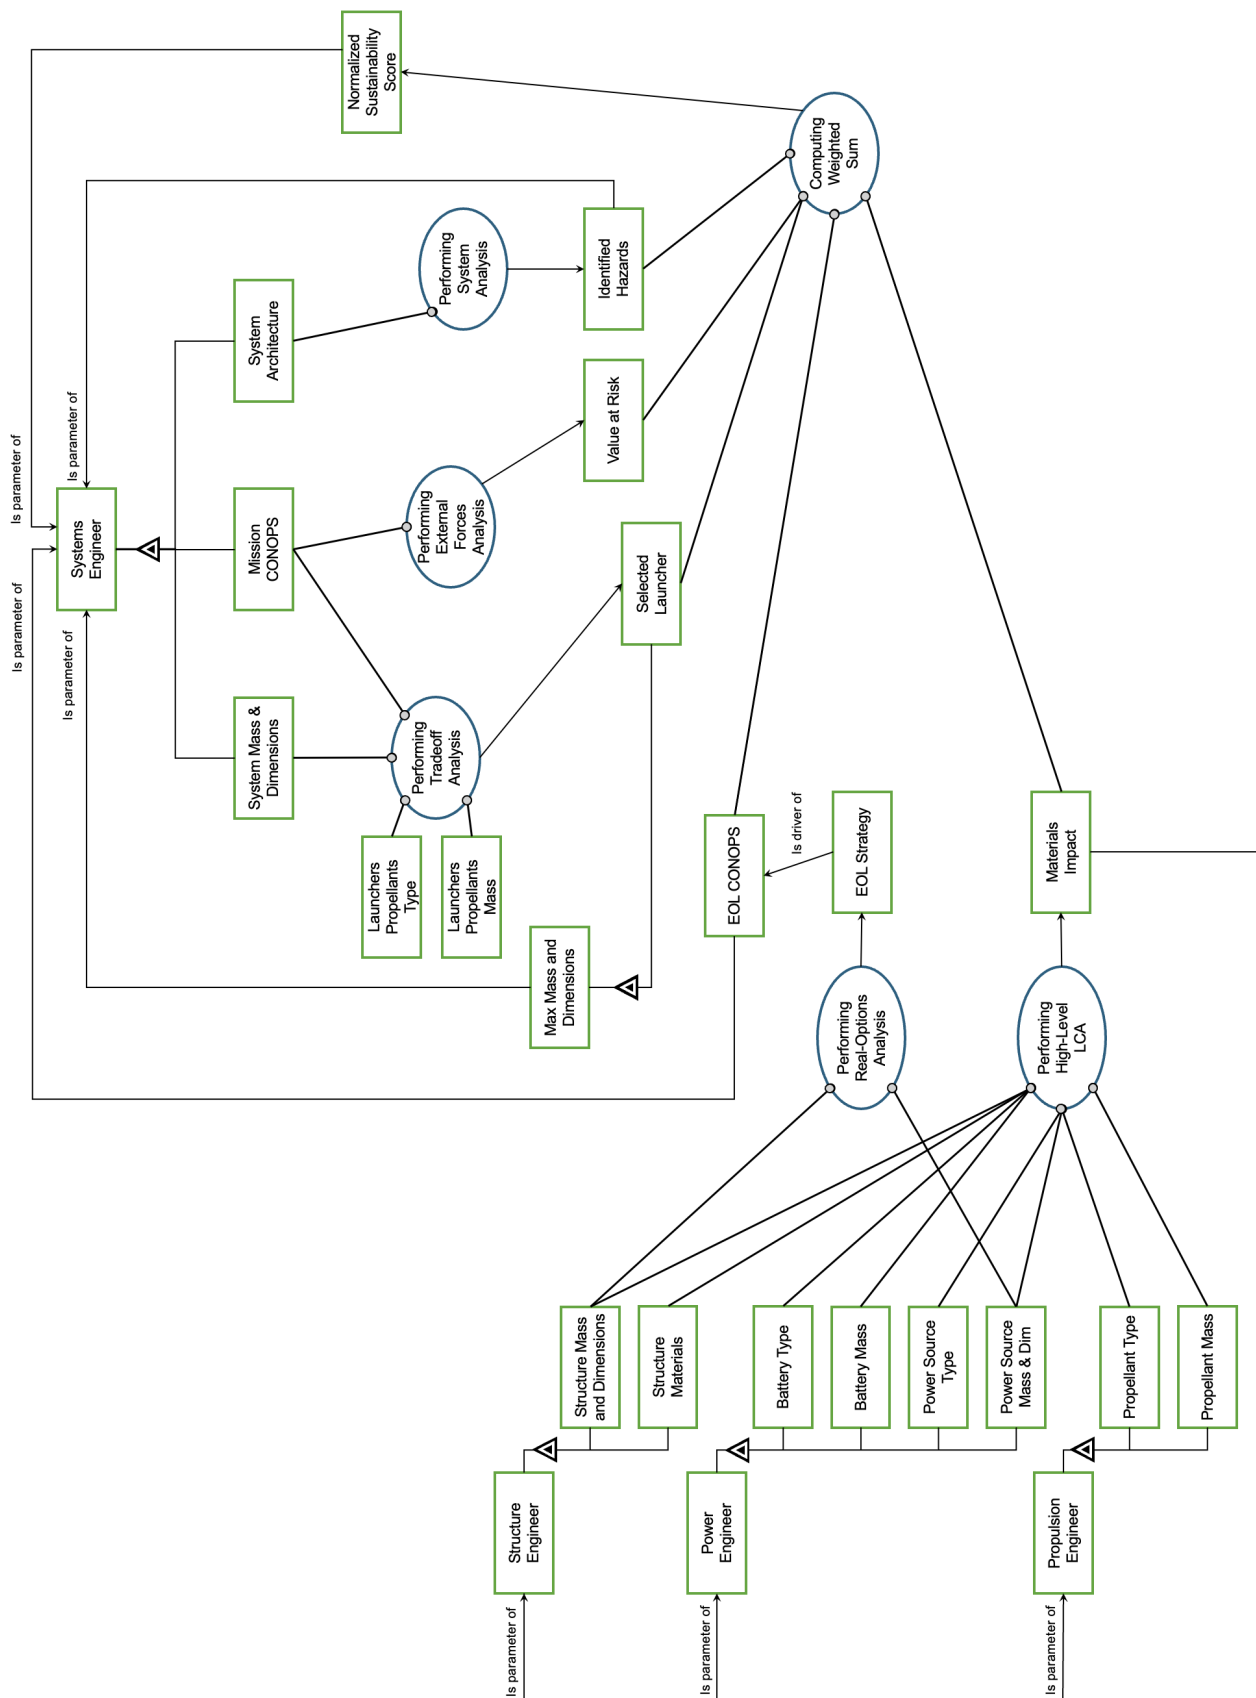 Is parameter of
Is parameter of
Is parameter of
Is parameter of
Systems
Engineer
System Mass &
Dimensions
Mission
CONOPS
System
Architecture
Normalized
Sustainability
Score
Launchers
Propellants
Type
Launchers
Propellants
Mass
Performing
Tradeoff
Analysis
Performing
External
Forces
Analysis
Performing
System
Analysis
Max Mass and
Dimensions
Selected
Launcher
Value at Risk
Identified
Hazards
Is parameter of
Structure
Engineer
Structure Mass
and Dimensions
Structure
Materials
Is parameter of
Power
Engineer
Battery Type
Battery Mass
Power Source
Type
Power Source
Mass & Dim
EOL CONOPS
Is driver of
Performing
Real-Options
Analysis
EOL Strategy
Computing
Weighted
Sum
Is parameter of
Propulsion
Engineer
Propellant Type
Propellant Mass
Performing
High-Level
LCA
Materials
Impact